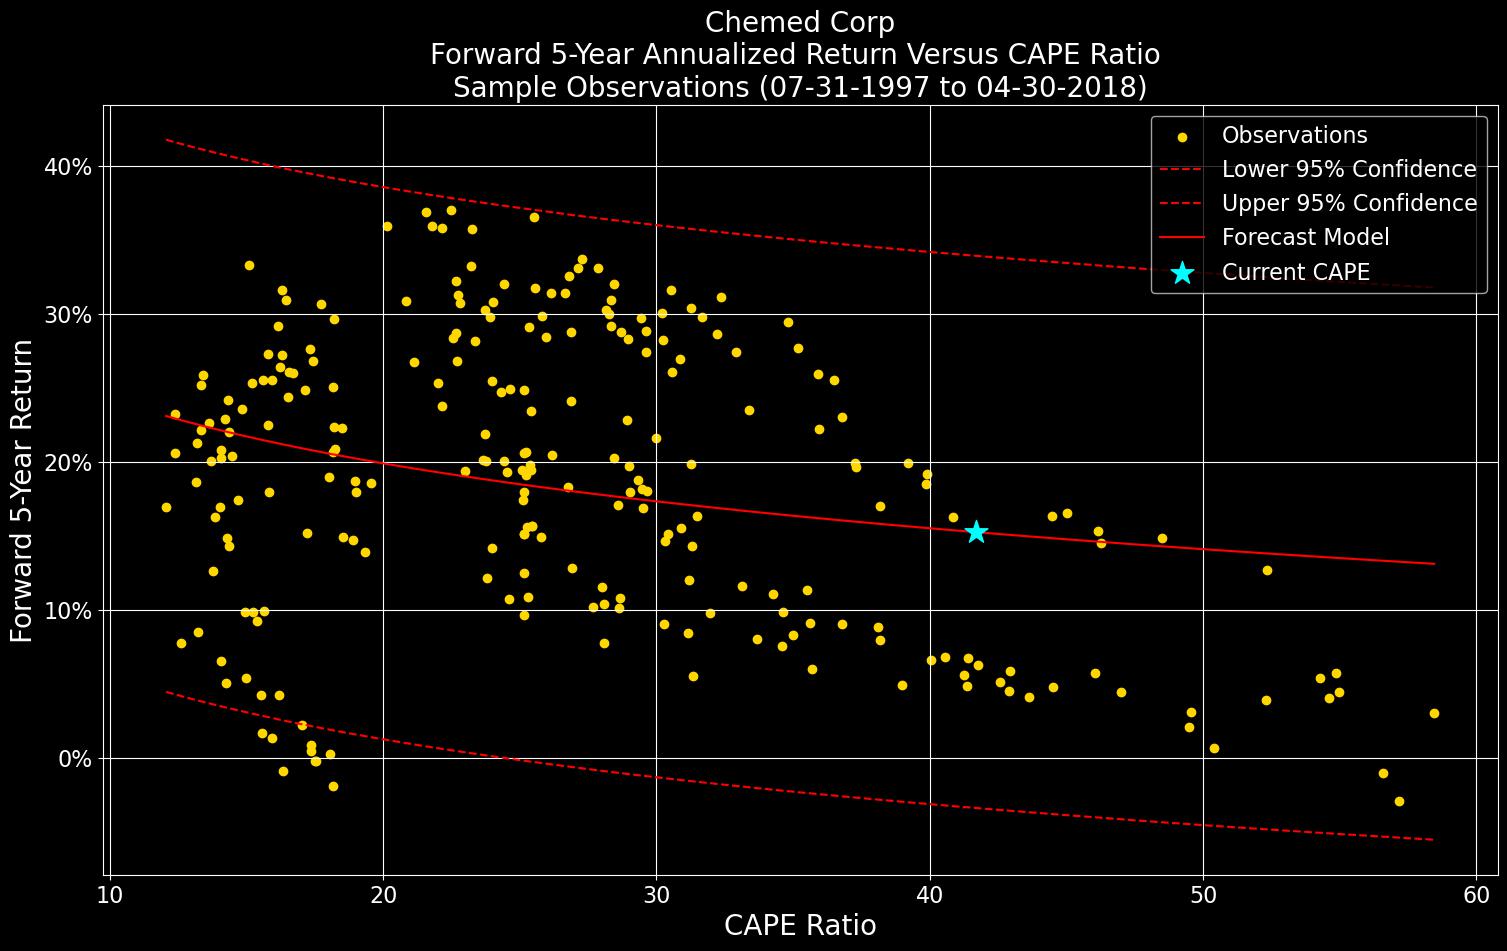 Chemed Corp
Forward 5-Year Annualized Return Versus CAPE Ratio
Sample Observations (07-31-1997 to 04-30-2018)
Observations
Lower 95% Confidence
Upper 95% Confidence
Forecast Model
Current CAPE
Forward 5-Year Return
40%
30%
20%
10%
0%
10
20
30
40
50
60
CAPE Ratio